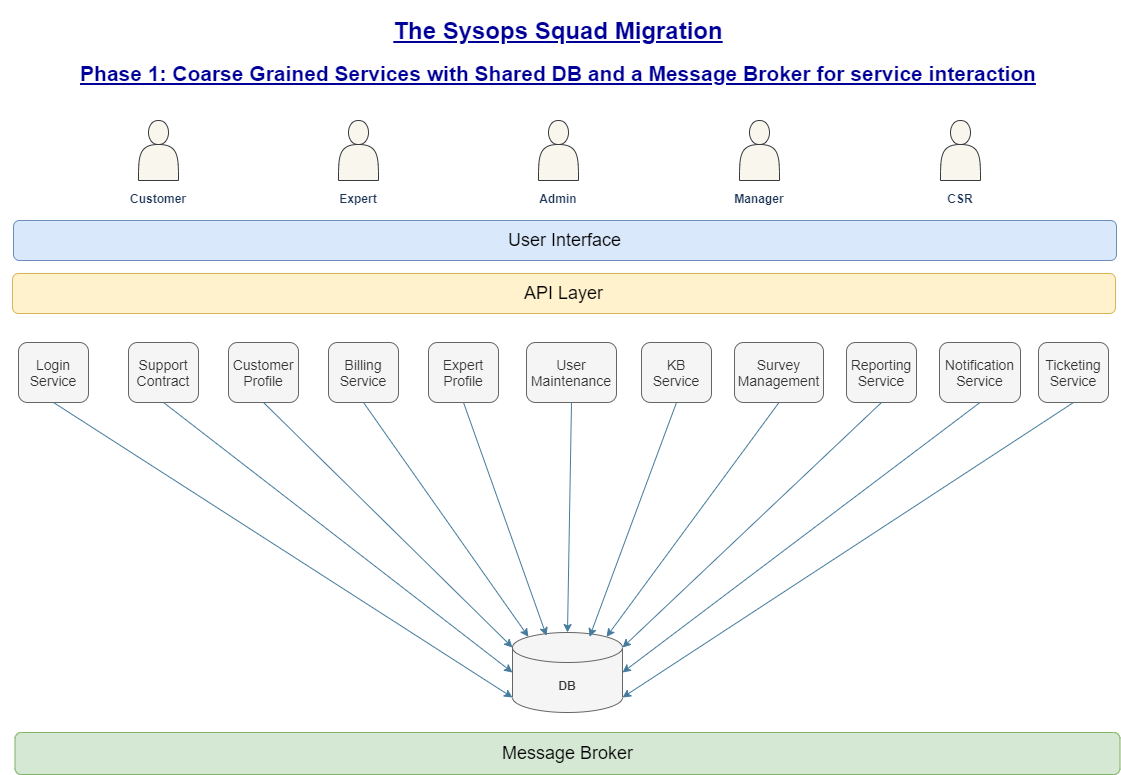 The Sysops Squad Migration
Phase 1: Coarse Grained Services with Shared DB and a Message Broker for service interaction
Customer
Expert
Admin
Manager
CSR
User Interface
API Layer
Login
Service
Support
Contract
Customer
Profile
Billing
Service
Expert
Profile
User
Maintenance
KB
Service
Survey
Management
Reporting
Service
Notification
Service
Ticketing
Service
DB
Message Broker